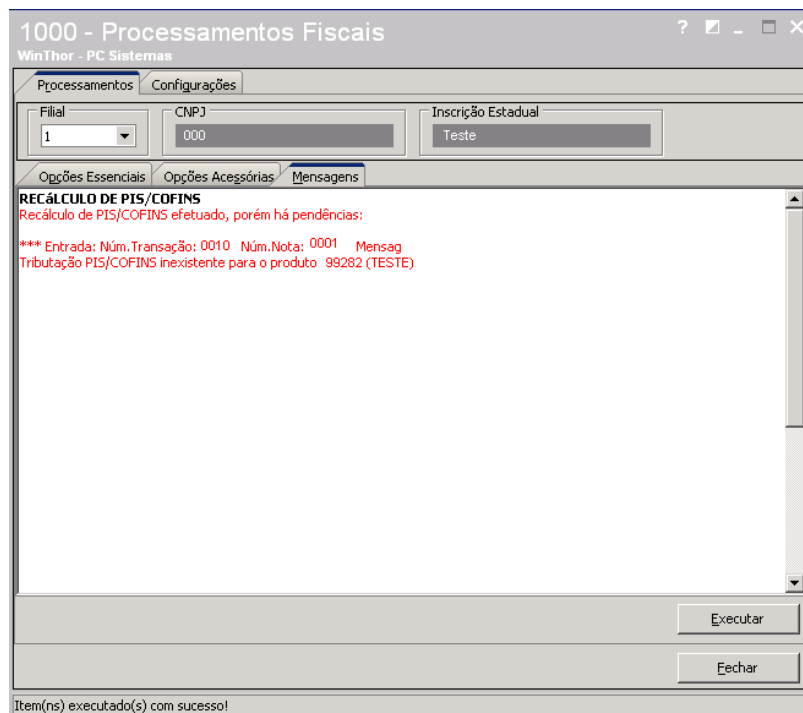 1000 - Processamentos Fiscais
WinThor - PC Sistemas
Processamentos Configurações
Filial CNPJ Inscrição Estadual
1 000 Teste
Opções Essenciais Opções Acessórias Mensagens
RECáLCULO DE PIS/COFINS
Recálculo de PIS/COFINS efetuado, porém há pendências:
*** Entrada: Núm.Transação: 0010 Núm.Nota: 0001 Mensag
Tributação PIS/COFINS inexistente para o produto 99282 (TESTE)
Executar
Fechar
Item(ns) executado(s) com sucesso!